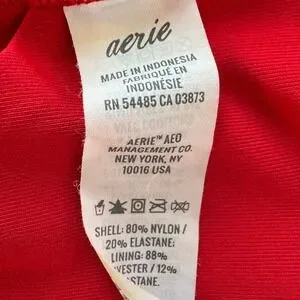 aerie
MADE IN INDONESIA
FABRIQUÉ EN
INDONÉSIE
RN 54485 CA 03873
AERIE™ AEO
MANAGEMENT CO.
NEW YORK, NY
10016 USA
SHELL: 80% NYLON /
20% ELASTANE;
LINING: 88%
YESTER / 12%
ASTANE.